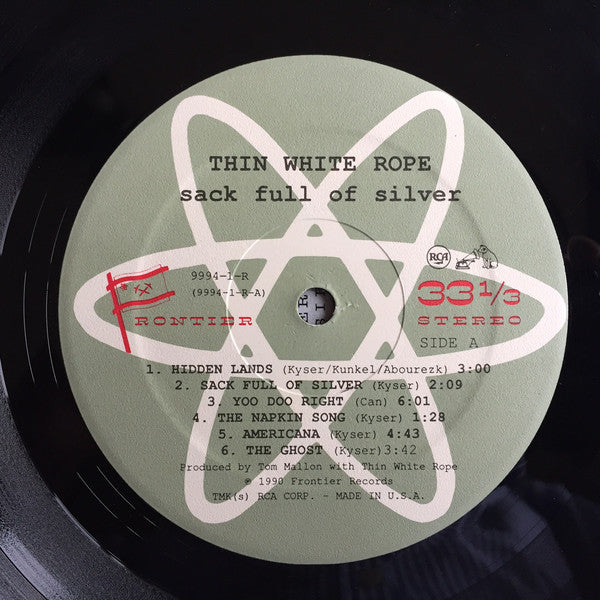 THIN WHITE ROPE
sack full of silver
RCA
9994-1-R
(9994-1-R-A)
33 1/3
FRONTIER
STEREO
SIDE A
1. HIDDEN LANDS (Kyser/Kunkel/Abourezk) 3:00
2. SACK FULL OF SILVER (Kyser) 2:09
3. YOO DOO RIGHT (Can) 6:01
4. THE NAPKIN SONG (Kyser) 1:28
5. AMERICANA (Kyser) 4:43
6. THE GHOST (Kyser) 3:42
Produced by Tom Mallon with Thin White Rope
℗ 1990 Frontier Records
TMK(s) RCA CORP. - MADE IN U.S.A.